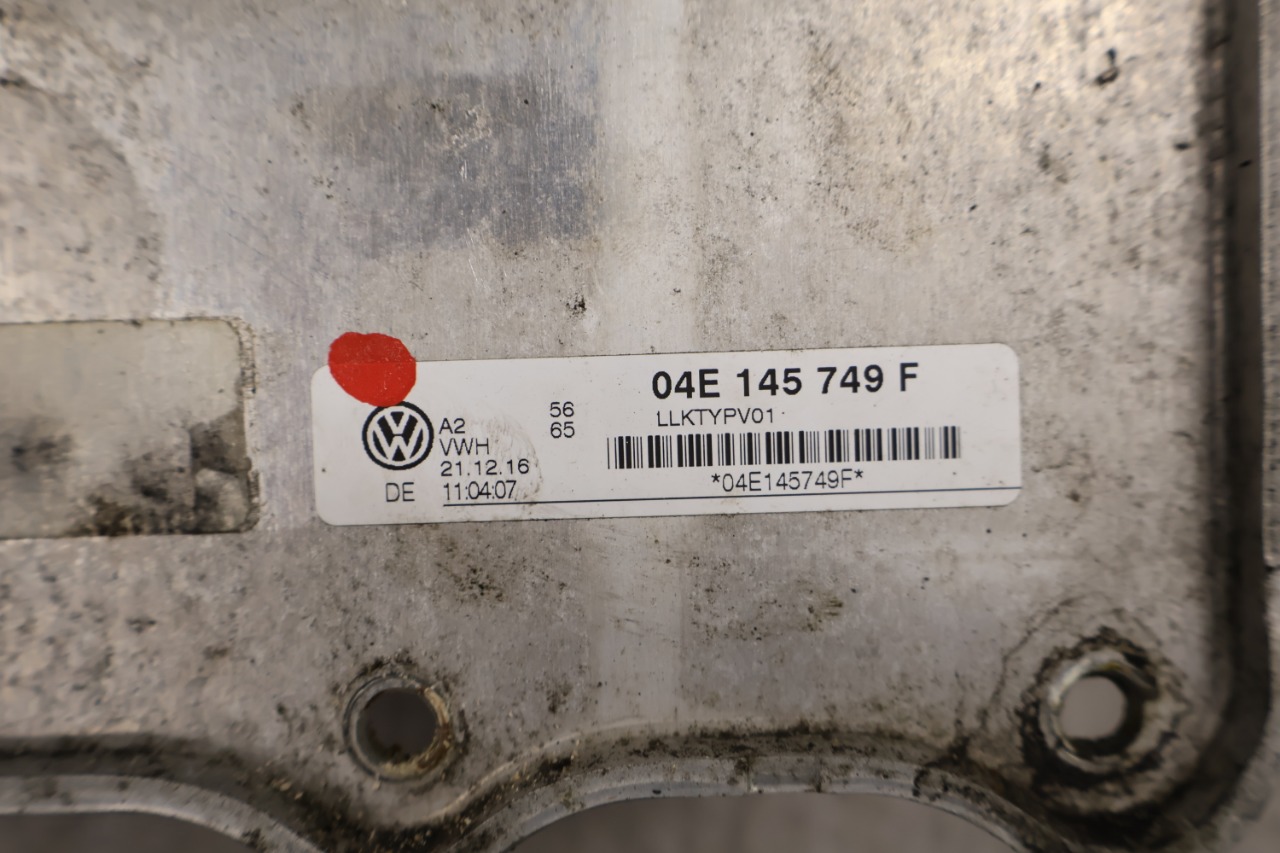 04E 145 749 F
LLKTYPV01
*04E145749F*
56
65
A2
VWH
21.12.16
11:04:07
DE